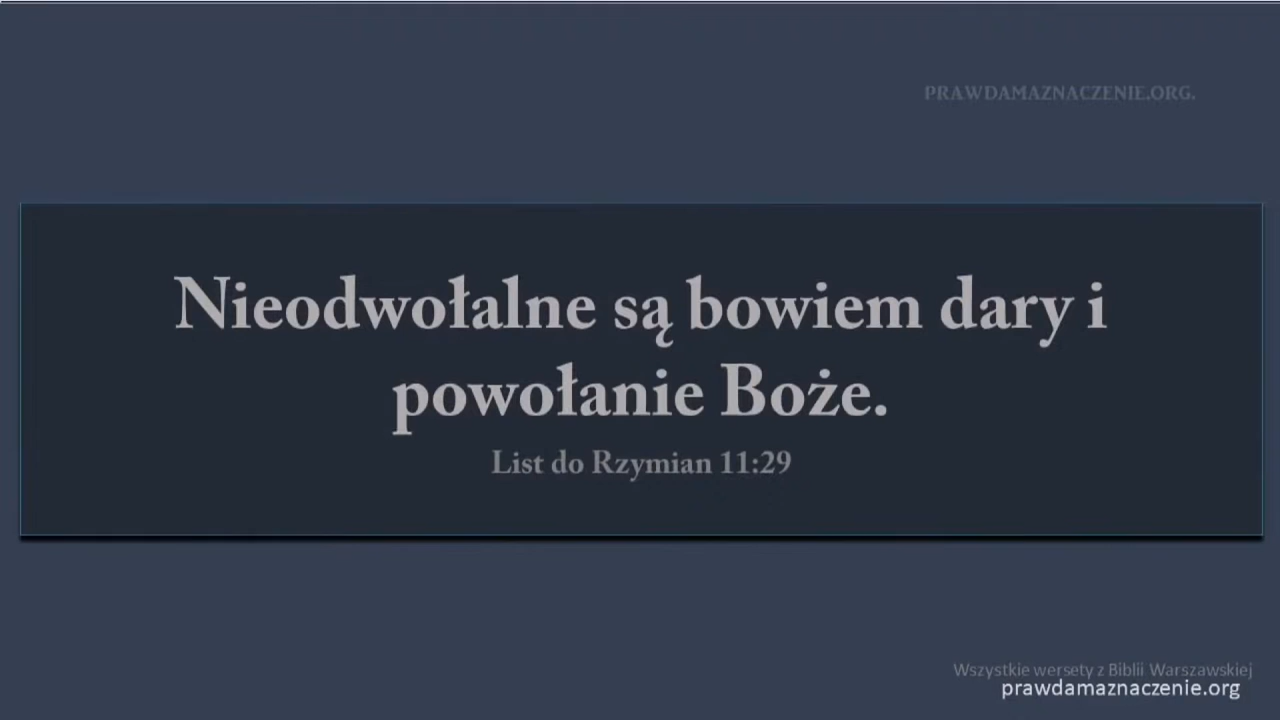 PRAWDAMAZNACZENIE.ORG.
Nieodwołalne są bowiem dary i
powołanie Boże.
List do Rzymian 11:29
Wszystkie wersety z Biblii Warszawskiej
prawdamaznaczenie.org